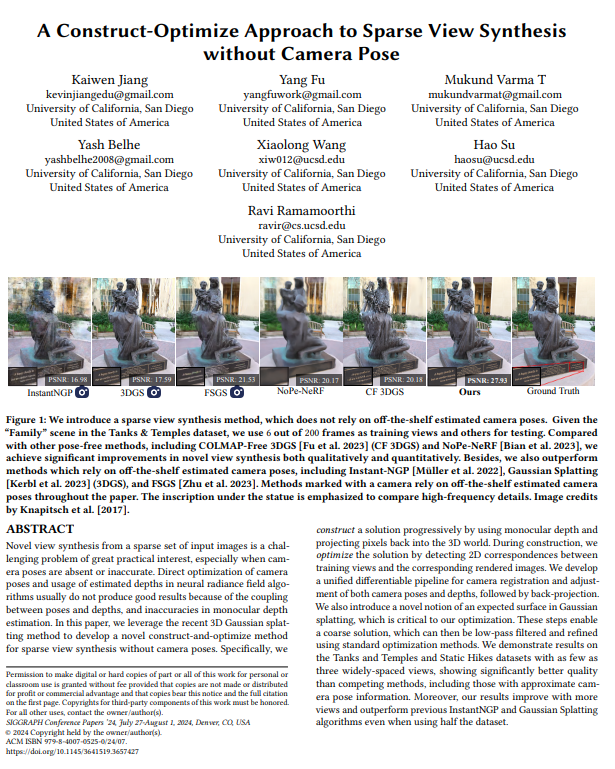 A Construct-Optimize Approach to Sparse View Synthesis
without Camera Pose
Kaiwen Jiang
kevinjiangedu@gmail.com
University of California, San Diego
United States of America
Yang Fu
yangfuwork@gmail.com
University of California, San Diego
United States of America
Mukund Varma T
mukundvarmat@gmail.com
University of California, San Diego
United States of America
Yash Belhe
yashbelhe2008@gmail.com
University of California, San Diego
United States of America
Xiaolong Wang
xiw012@ucsd.edu
University of California, San Diego
United States of America
Hao Su
haosu@ucsd.edu
University of California, San Diego
United States of America
Ravi Ramamoorthi
ravir@cs.ucsd.edu
University of California, San Diego
United States of America
PSNR: 16.98
PSNR: 17.59
PSNR: 21.53
PSNR: 20.17
PSNR: 20.18
PSNR: 27.93
InstantNGP
3DGS
FSGS
NoPe-NeRF
CF 3DGS
Ours
Ground Truth
Figure 1: We introduce a sparse view synthesis method, which does not rely on off-the-shelf estimated camera poses. Given the
“Family” scene in the Tanks & Temples dataset, we use 6 out of 200 frames as training views and others for testing. Compared
with other pose-free methods, including COLMAP-Free 3DGS [Fu et al. 2023] (CF 3DGS) and NoPe-NeRF [Bian et al. 2023], we
achieve significant improvements in novel view synthesis both qualitatively and quantitatively. Besides, we also outperform
methods which rely on off-the-shelf estimated camera poses, including Instant-NGP [Müller et al. 2022], Gaussian Splatting
[Kerbl et al. 2023] (3DGS), and FSGS [Zhu et al. 2023]. Methods marked with a camera rely on off-the-shelf estimated camera
poses throughout the paper. The inscription under the statue is emphasized to compare high-frequency details. Image credits
by Knapitsch et al. [2017].
ABSTRACT
Novel view synthesis from a sparse set of input images is a chal-
lenging problem of great practical interest, especially when cam-
era poses are absent or inaccurate. Direct optimization of camera
poses and usage of estimated depths in neural radiance field algo-
rithms usually do not produce good results because of the coupling
between poses and depths, and inaccuracies in monocular depth
estimation. In this paper, we leverage the recent 3D Gaussian splat-
ting method to develop a novel construct-and-optimize method
for sparse view synthesis without camera poses. Specifically, we
Permission to make digital or hard copies of part or all of this work for personal or
classroom use is granted without fee provided that copies are not made or distributed
for profit or commercial advantage and that copies bear this notice and the full citation
on the first page. Copyrights for third-party components of this work must be honored.
For all other uses, contact the owner/author(s).
SIGGRAPH Conference Papers '24, July 27-August 1, 2024, Denver, CO, USA
© 2024 Copyright held by the owner/author(s).
ACM ISBN 979-8-4007-0525-0/24/07.
https://doi.org/10.1145/3641519.3657427
construct a solution progressively by using monocular depth and
projecting pixels back into the 3D world. During construction, we
optimize the solution by detecting 2D correspondences between
training views and the corresponding rendered images. We develop
a unified differentiable pipeline for camera registration and adjust-
ment of both camera poses and depths, followed by back-projection.
We also introduce a novel notion of an expected surface in Gaussian
splatting, which is critical to our optimization. These steps enable
a coarse solution, which can then be low-pass filtered and refined
using standard optimization methods. We demonstrate results on
the Tanks and Temples and Static Hikes datasets with as few as
three widely-spaced views, showing significantly better quality
than competing methods, including those with approximate cam-
era pose information. Moreover, our results improve with more
views and outperform previous InstantNGP and Gaussian Splatting
algorithms even when using half the dataset.